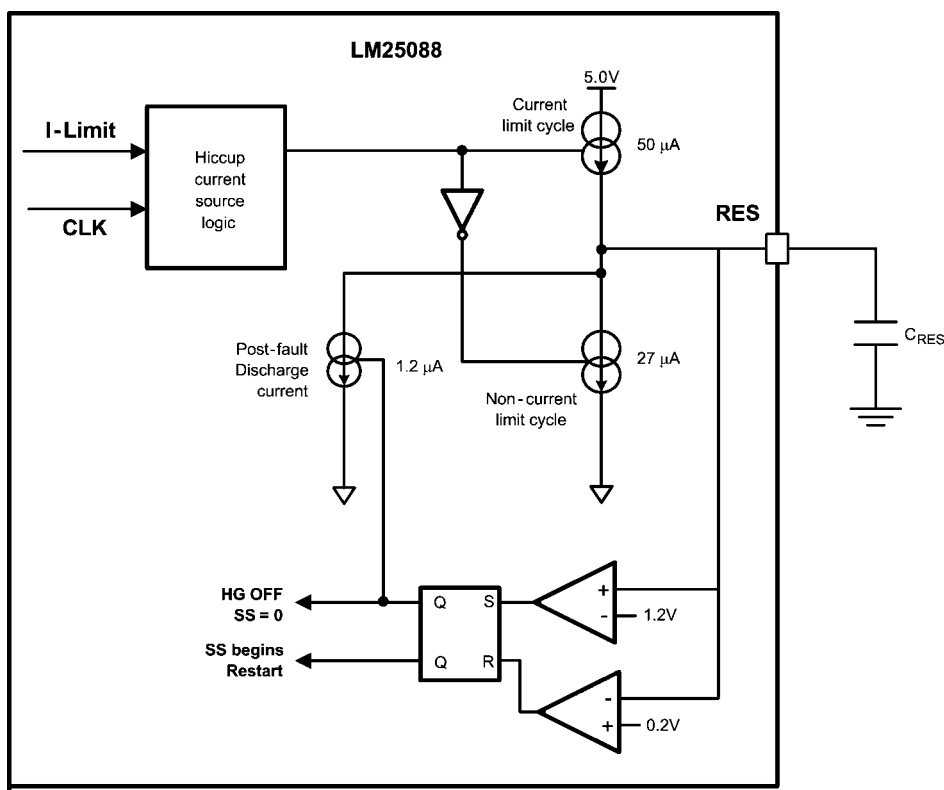 LM25088
5.0V
Current
limit cycle
50 μA
I-Limit
Hiccup
current
source
logic
CLK
RES
CRES
Post-fault
Discharge
current
1.2 μA
27 μA
Non-current
limit cycle
HG OFF
SS = 0
Q
S
+
-
1.2V
SS begins
Restart
Q
R
-
+
0.2V